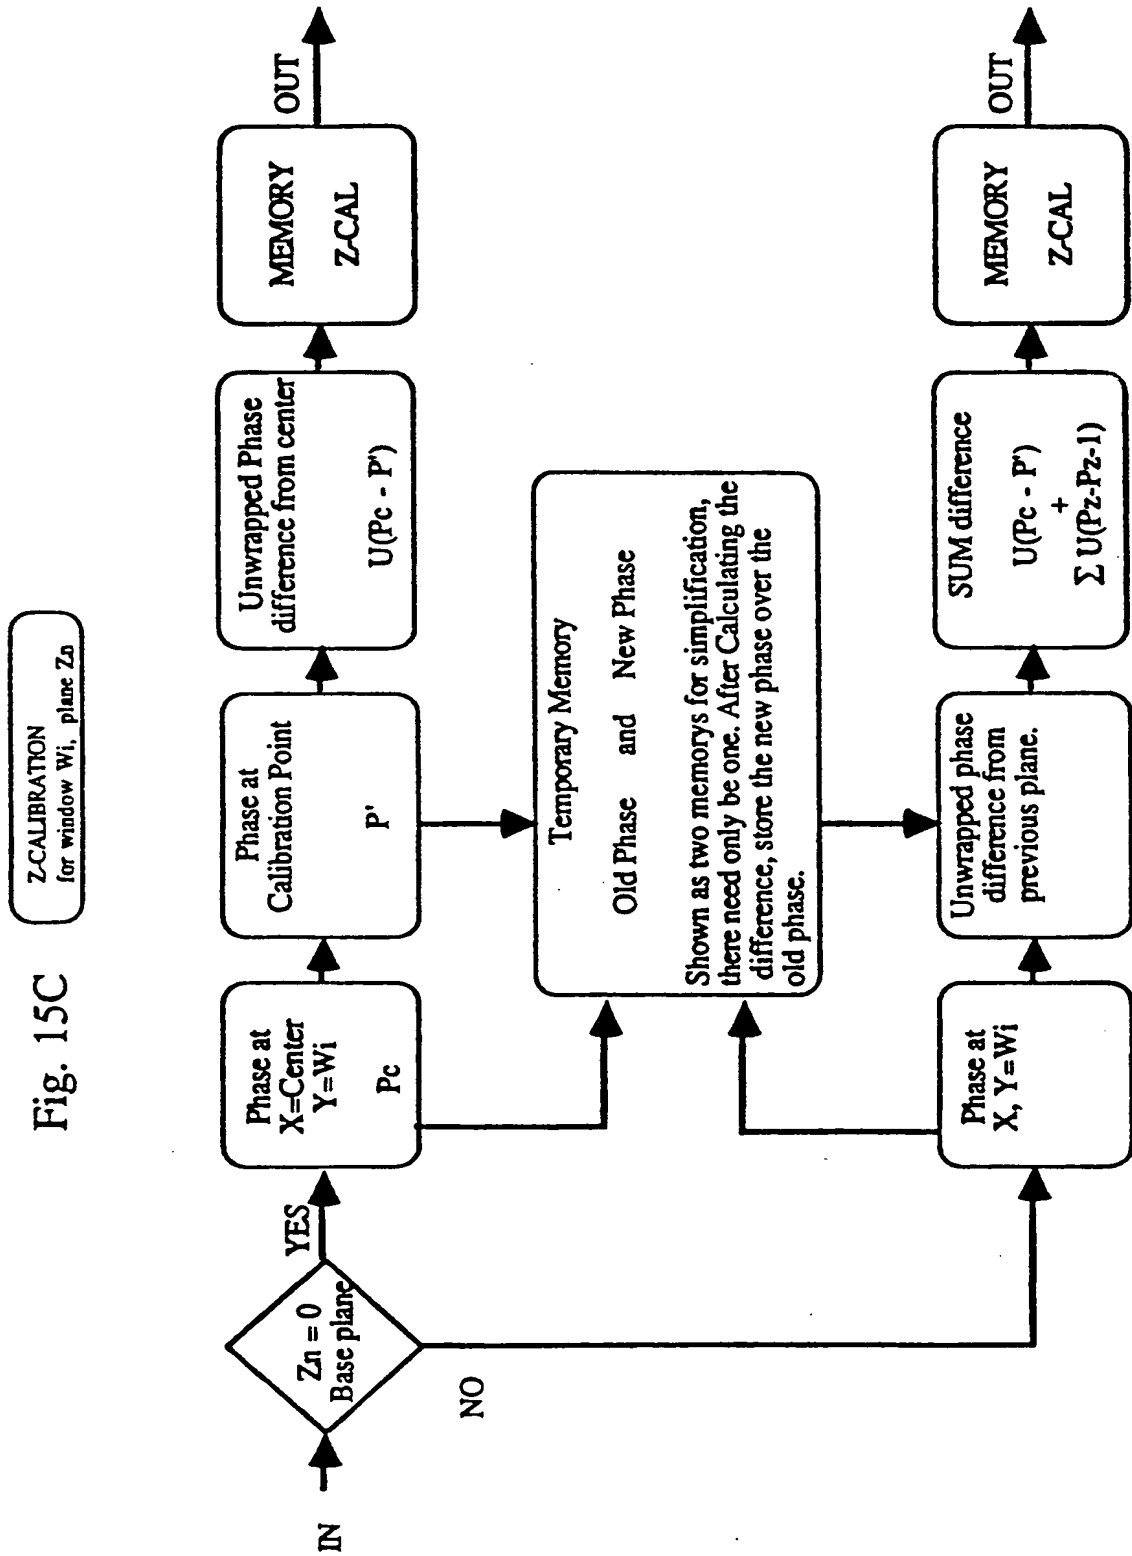 Fig. 15C
Z-CALIBRATION
for window Wi, plane Zn
IN
Zn = 0
Base plane
YES
NO
Phase at
X=Center
Y=Wi
Pc
Phase at
Calibration Point
P'
Unwrapped Phase
difference from center
U(Pc - P')
MEMORY
Z-CAL
OUT
Temporary Memory
Old Phase and New Phase
Shown as two memorys for simplification,
there need only be one. After Calculating the
difference, store the new phase over the
old phase.
Phase at
X, Y=Wi
Unwrapped phase
difference from
previous plane.
SUM difference
U(Pc - P')
+
Σ U(Pz-Pz-1)
MEMORY
Z-CAL
OUT